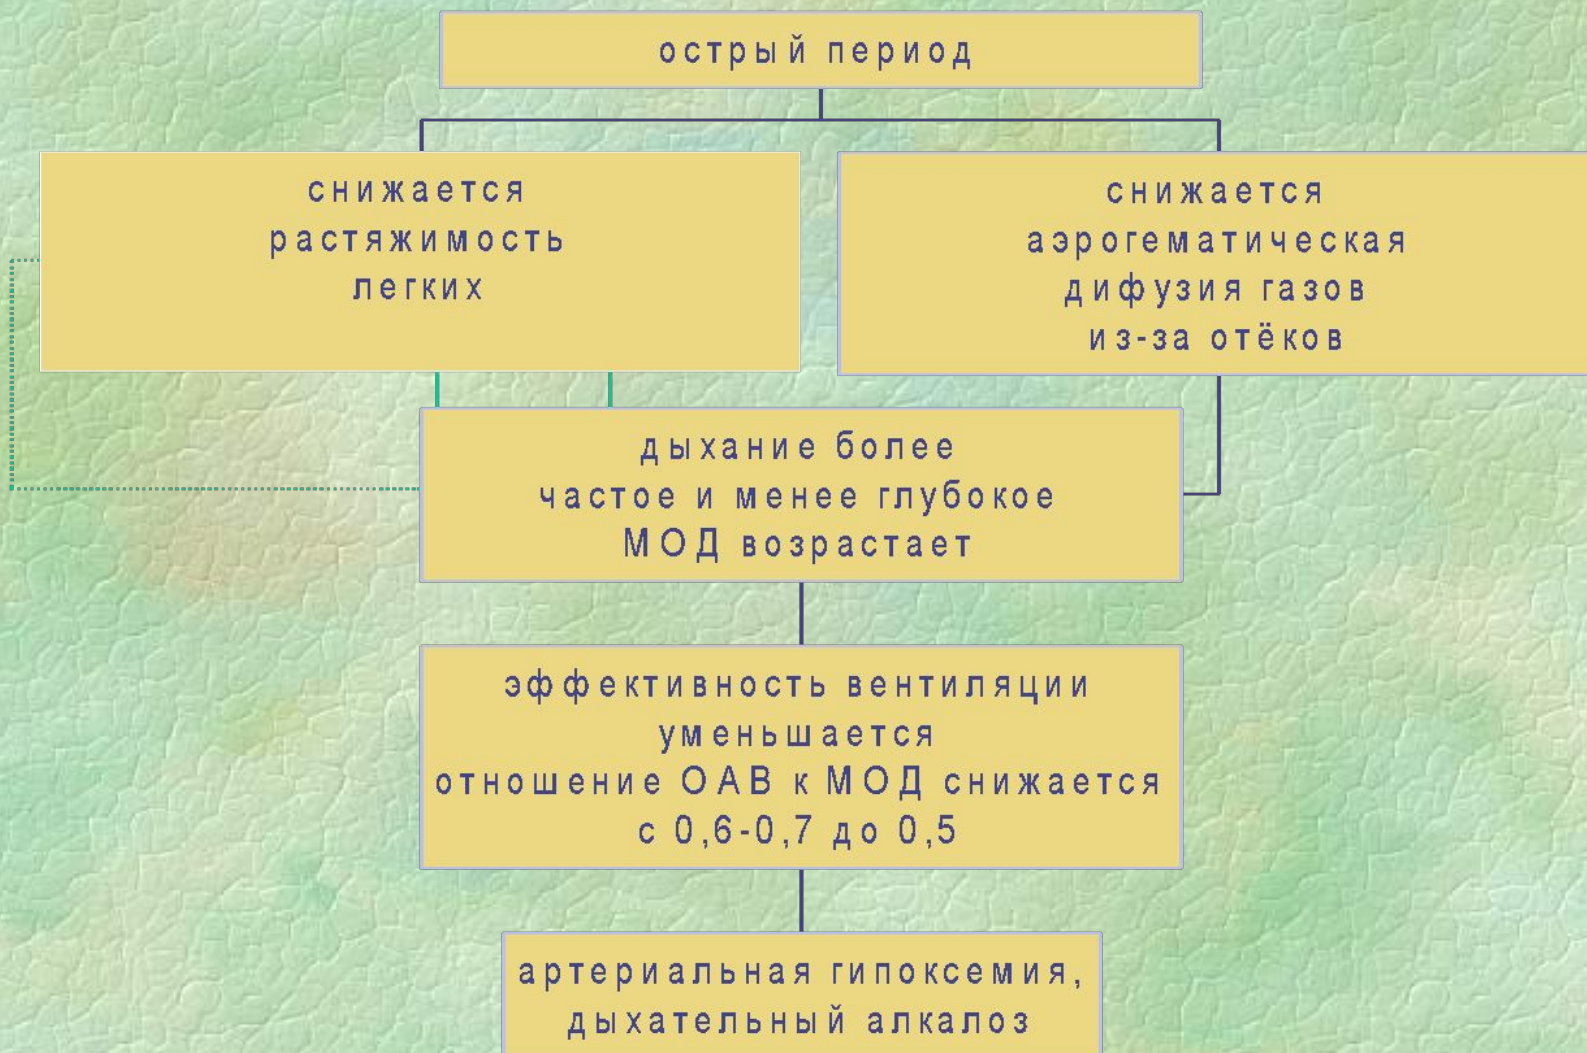 острый период
снижается
растяжимость
легких
снижается
аэрогематическая
дифузия газов
из-за отёков
дыхание более
частое и менее глубокое
МОД возрастает
эффективность вентиляции
уменьшается
отношение ОАВ к МОД снижается
с 0,6-0,7 до 0,5
артериальная гипоксемия,
дыхательный алкалоз